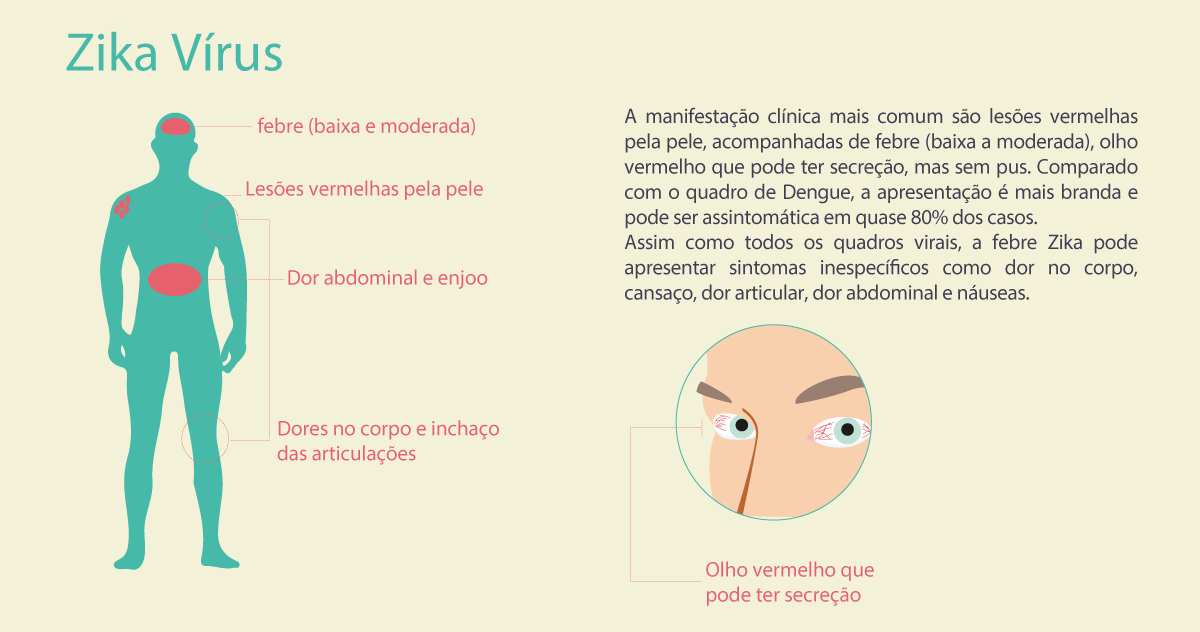 Zika Vírus
febre (baixa e moderada)
Lesões vermelhas pela pele
Dor abdominal e enjoo
Dores no corpo e inchaço
das articulações
A manifestação clínica mais comum são lesões vermelhas
pela pele, acompanhadas de febre (baixa a moderada), olho
vermelho que pode ter secreção, mas sem pus. Comparado
com o quadro de Dengue, a apresentação é mais branda e
pode ser assintomática em quase 80% dos casos.
Assim como todos os quadros virais, a febre Zika pode
apresentar sintomas inespecíficos como dor no corpo,
cansaço, dor articular, dor abdominal e náuseas.
Olho vermelho que
pode ter secreção